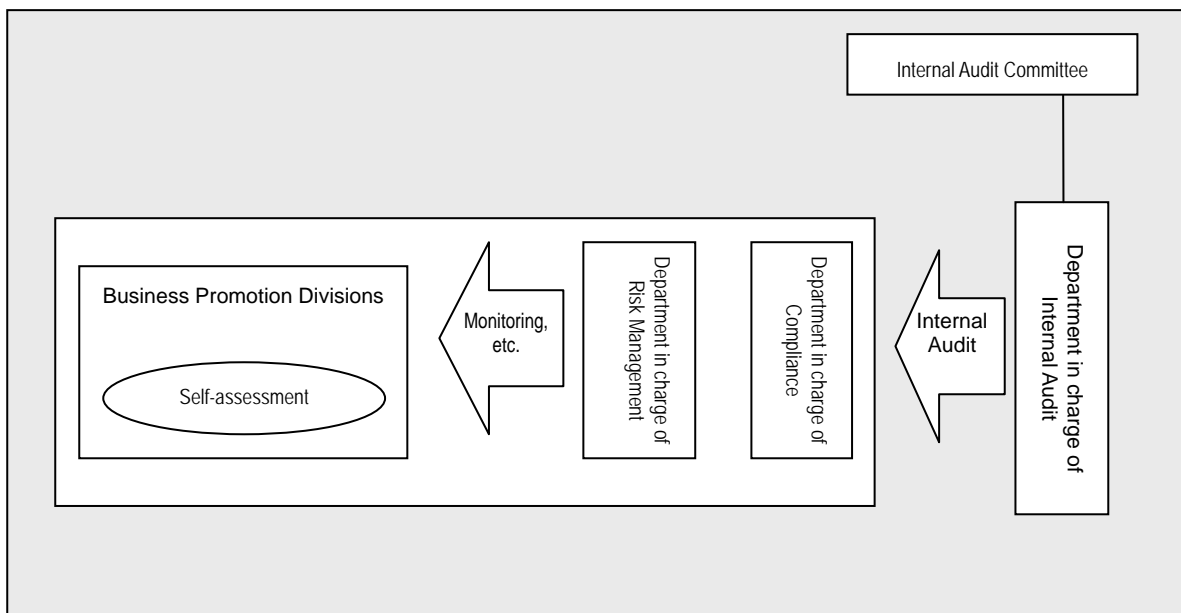 Internal Audit Committee
Business Promotion Divisions
Self-assessment
Monitoring,
etc.
Department in charge of
Risk Management
Department in charge of
Compliance
Internal
Audit
Department in charge of
Internal Audit